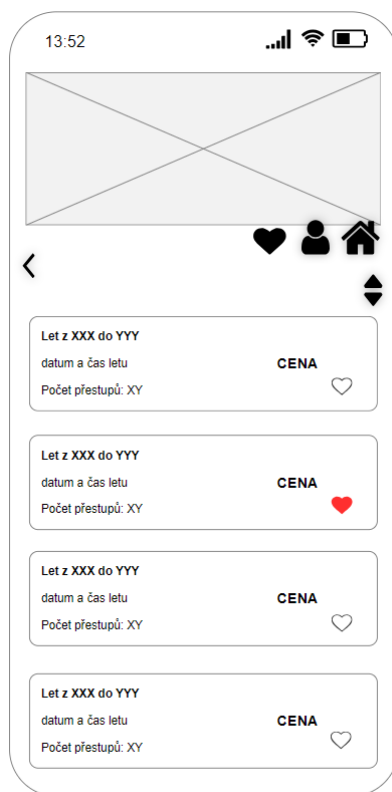 13:52
Let z XXX do YYY
datum a čas letu
CENA
Počet přestupů: XY
Let z XXX do YYY
datum a čas letu
CENA
Počet přestupů: XY
Let z XXX do YYY
datum a čas letu
CENA
Počet přestupů: XY
Let z XXX do YYY
datum a čas letu
CENA
Počet přestupů: XY